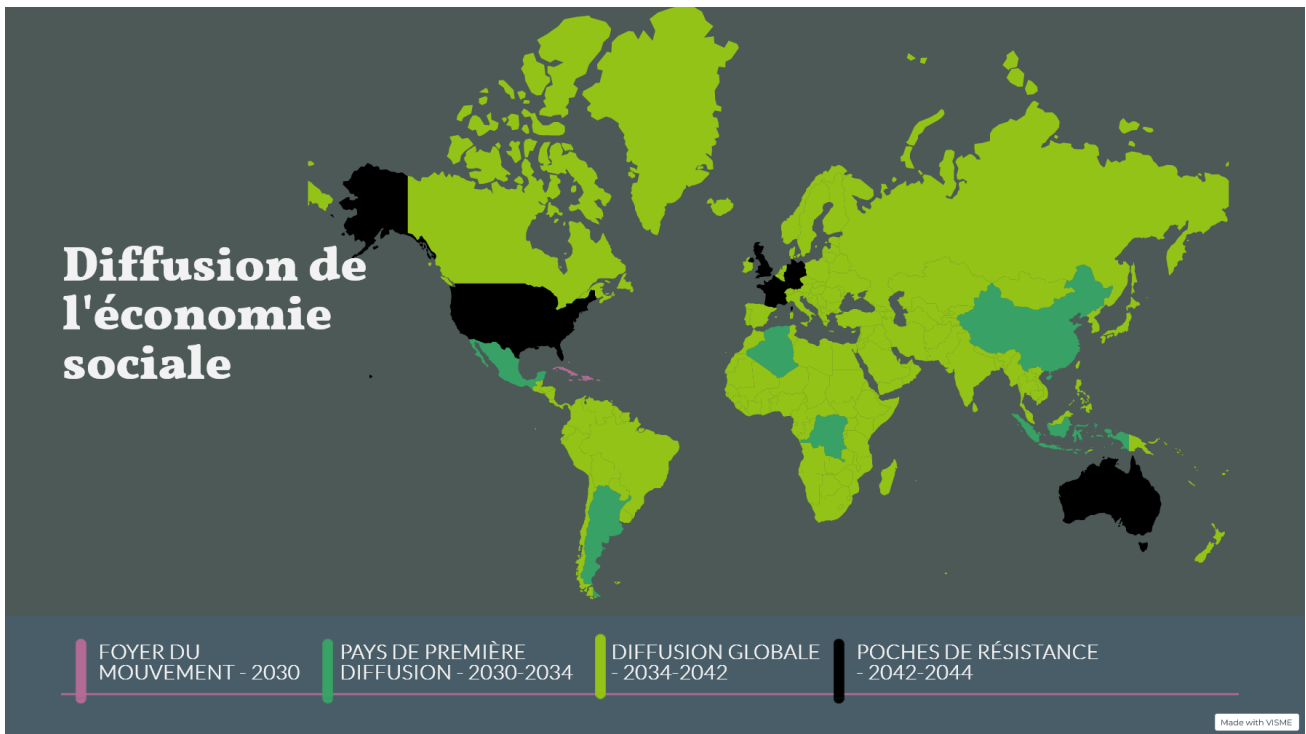 Diffusion de
l'économie
sociale
FOYER DU
MOUVEMENT - 2030
PAYS DE PREMIÈRE
DIFFUSION - 2030-2034
DIFFUSION GLOBALE
- 2034-2042
POCHES DE RÉSISTANCE
- 2042-2044
Made with VISME